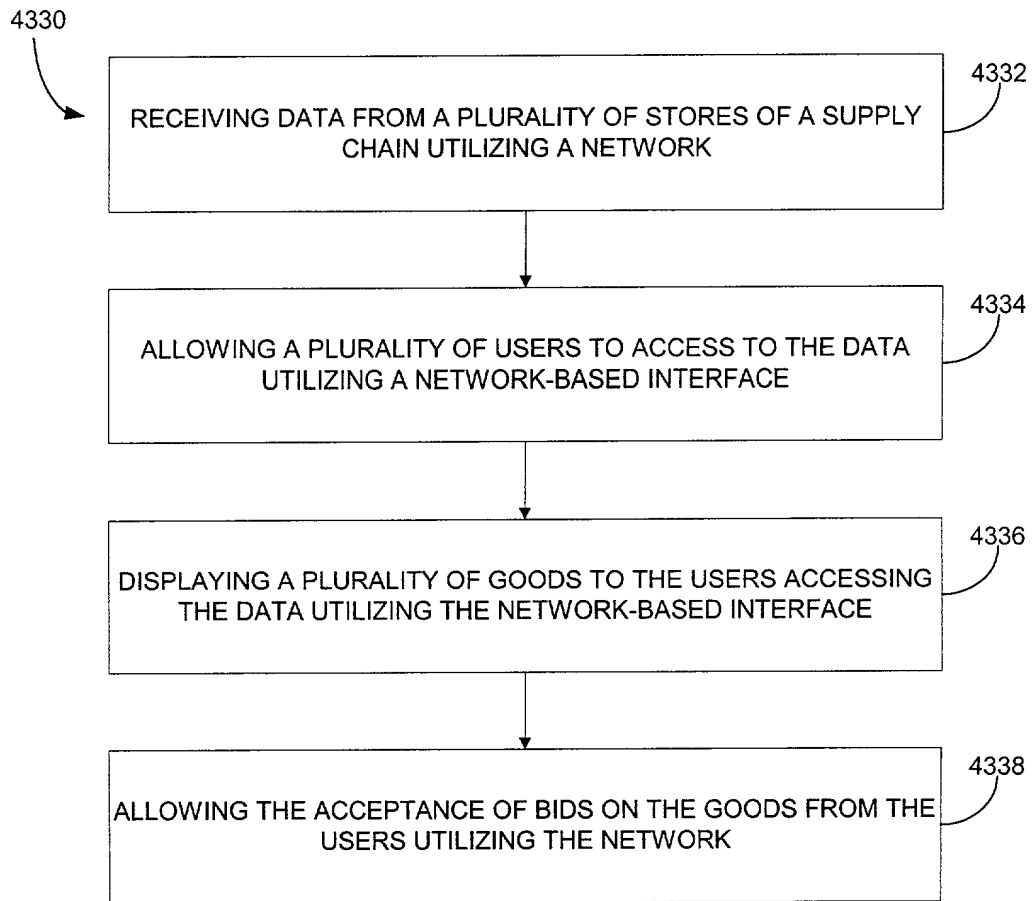 4330
4332
RECEIVING DATA FROM A PLURALITY OF STORES OF A SUPPLY
CHAIN UTILIZING A NETWORK
4334
ALLOWING A PLURALITY OF USERS TO ACCESS TO THE DATA
UTILIZING A NETWORK-BASED INTERFACE
4336
DISPLAYING A PLURALITY OF GOODS TO THE USERS ACCESSING
THE DATA UTILIZING THE NETWORK-BASED INTERFACE
4338
ALLOWING THE ACCEPTANCE OF BIDS ON THE GOODS FROM THE
USERS UTILIZING THE NETWORK